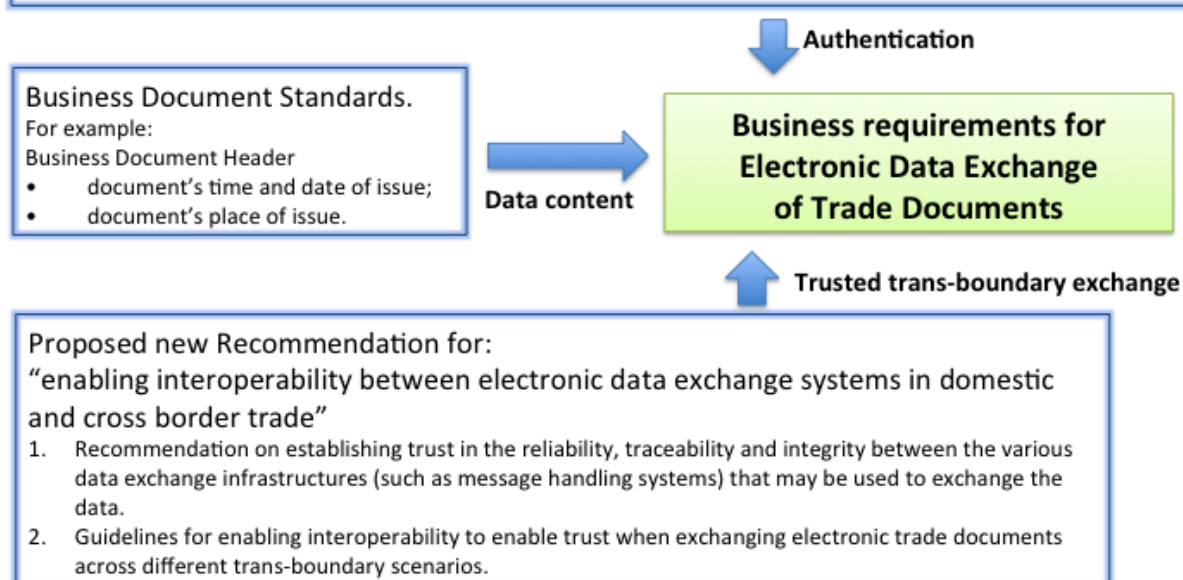 Authentication
Business Document Standards.
For example:
Business Document Header
• document's time and date of issue;
• document's place of issue.
Data content
Business requirements for
Electronic Data Exchange
of Trade Documents
Trusted trans-boundary exchange
Proposed new Recommendation for:
“enabling interoperability between electronic data exchange systems in domestic
and cross border trade”
1. Recommendation on establishing trust in the reliability, traceability and integrity between the various
data exchange infrastructures (such as message handling systems) that may be used to exchange the
data.
2. Guidelines for enabling interoperability to enable trust when exchanging electronic trade documents
across different trans-boundary scenarios.